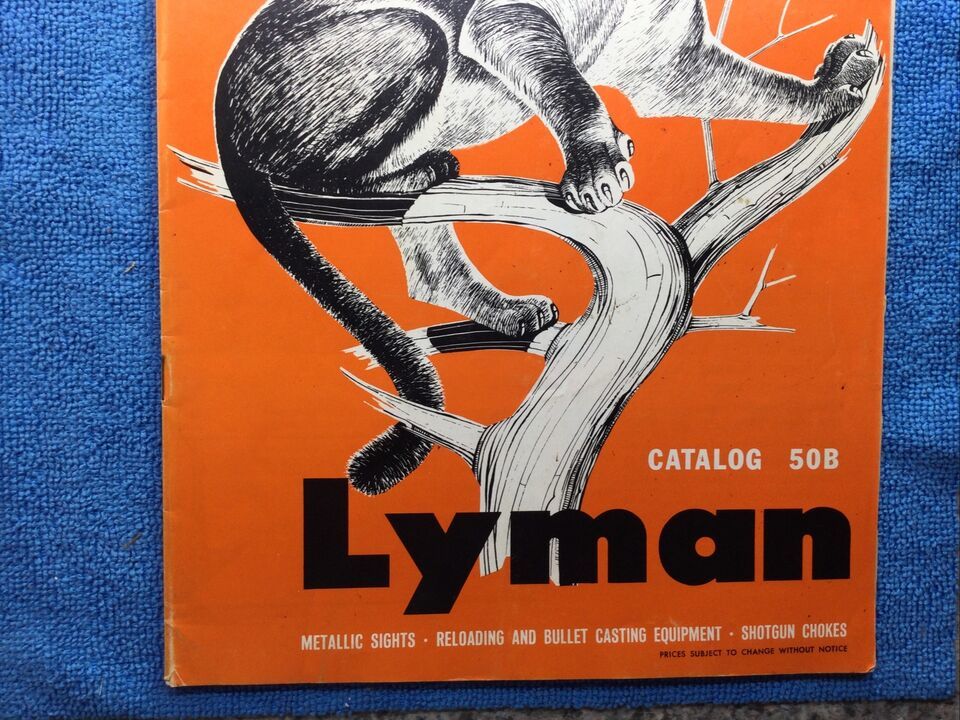 CATALOG 50B
Lyman
METALLIC SIGHTS · RELOADING AND BULLET CASTING EQUIPMENT · SHOTGUN CHOKES
PRICES SUBJECT TO CHANGE WITHOUT NOTICE